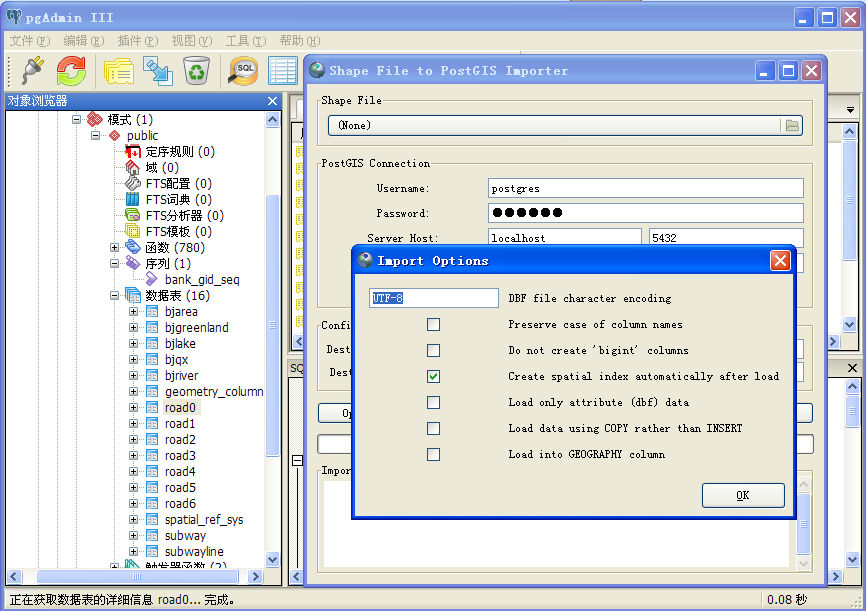 pgAdmin III
文件(F) 编辑(E) 插件(P) 视图(V) 工具(T) 帮助(H)
SQL
对象浏览器
模式 (1)
public
定序规则 (0)
域 (0)
FTS配置 (0)
FTS词典 (0)
FTS分析器 (0)
FTS模板 (0)
函数 (780)
序列 (1)
bank_gid_seq
数据表 (16)
bjarea
bjgreenland
bjlake
bjqx
bjriver
geometry_column
road0
road1
road2
road3
road4
road5
road6
spatial_ref_sys
subway
subwayline
触发器函数 (2)
SQ
Shape File to PostGIS Importer
Shape File
(None)
PostGIS Connection
Username: postgres
Password: ●●●●●●
Server Host: localhost 5432
Confi
Dest
Dest
Op
Impor
Import Options
UTF-8 DBF file character encoding
Preserve case of column names
Do not create 'bigint' columns
Create spatial index automatically after load
Load only attribute (dbf) data
Load data using COPY rather than INSERT
Load into GEOGRAPHY column
OK
正在获取数据表的详细信息 road0... 完成。 0.08 秒